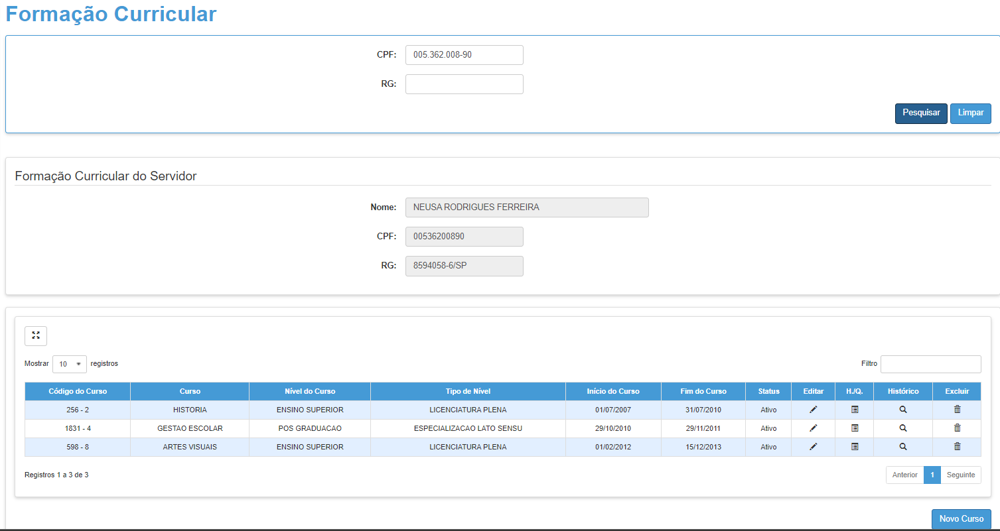 Formação Curricular
CPF: 005.362.008-90
RG:
Pesquisar Limpar
Formação Curricular do Servidor
Nome: NEUSA RODRIGUES FERREIRA
CPF: 00536200890
RG: 8594058-6/SP
Mostrar 10 registros Filtro
Código do Curso Curso Nível do Curso Tipo de Nível Início do Curso Fim do Curso Status Editar H./Q. Histórico Excluir
256 - 2 HISTORIA ENSINO SUPERIOR LICENCIATURA PLENA 01/07/2007 31/07/2010 Ativo
1831 - 4 GESTAO ESCOLAR POS GRADUACAO ESPECIALIZACAO LATO SENSU 29/10/2010 29/11/2011 Ativo
598 - 8 ARTES VISUAIS ENSINO SUPERIOR LICENCIATURA PLENA 01/02/2012 15/12/2013 Ativo
Registros 1 a 3 de 3 Anterior 1 Seguinte
Novo Curso